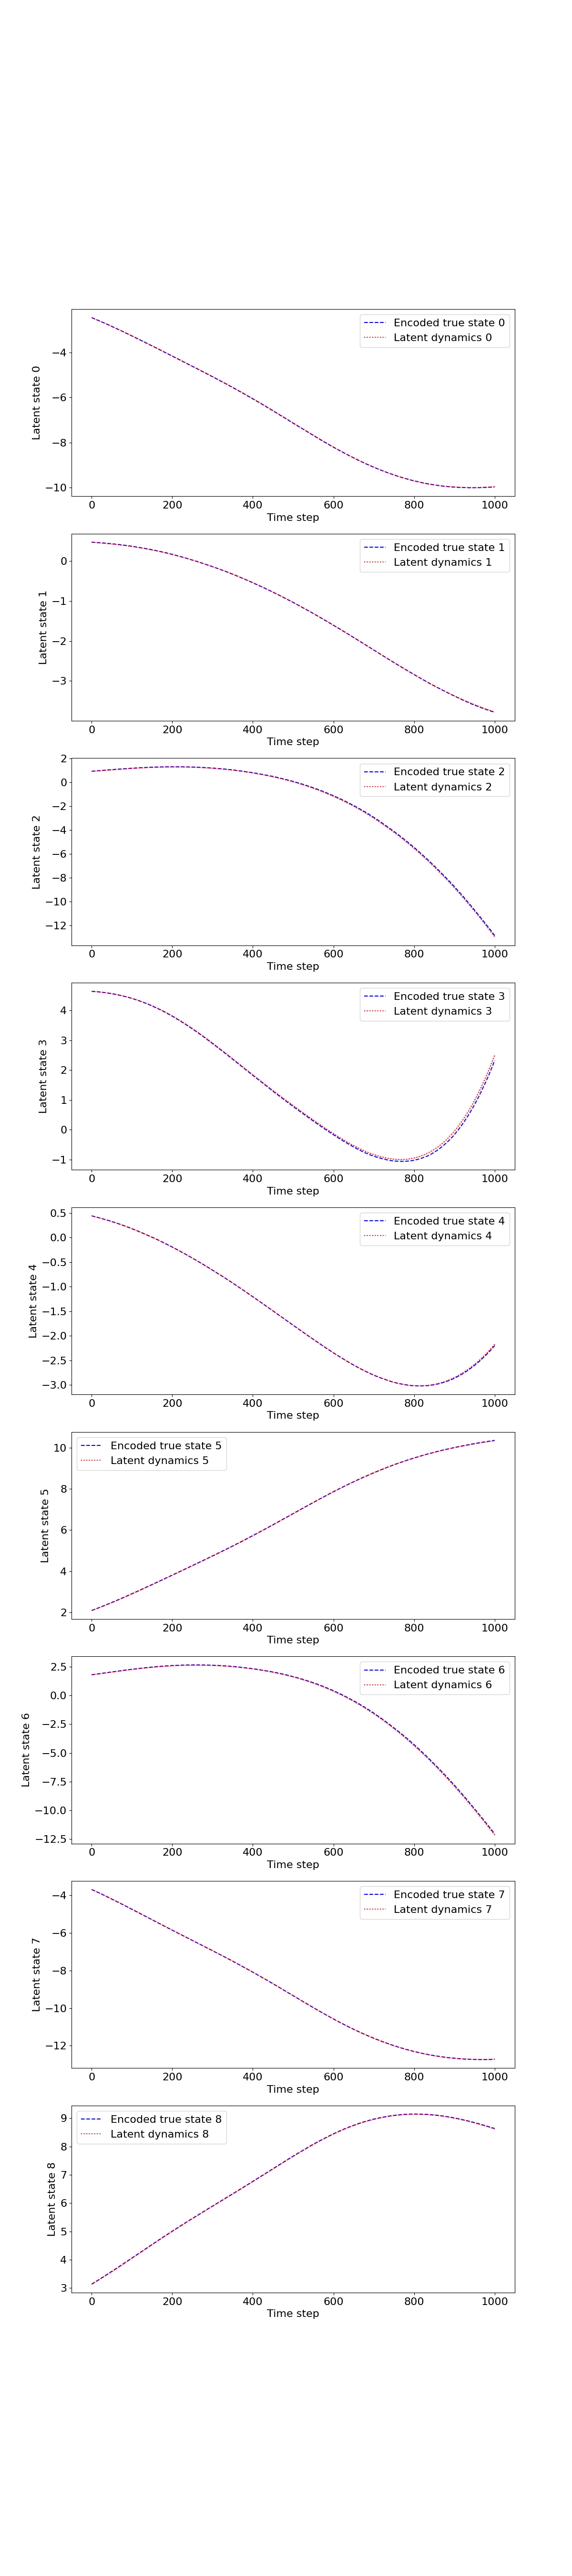 Encoded true state 0
Latent dynamics 0
−4
−6
−8
−10
Latent state 0
0 200 400 600 800 1000
Time step
Encoded true state 1
Latent dynamics 1
0
−1
−2
−3
Latent state 1
0 200 400 600 800 1000
Time step
Encoded true state 2
Latent dynamics 2
2
0
−2
−4
−6
−8
−10
−12
Latent state 2
0 200 400 600 800 1000
Time step
Encoded true state 3
Latent dynamics 3
4
3
2
1
0
−1
Latent state 3
0 200 400 600 800 1000
Time step
Encoded true state 4
Latent dynamics 4
0.5
0.0
−0.5
−1.0
−1.5
−2.0
−2.5
−3.0
Latent state 4
0 200 400 600 800 1000
Time step
Encoded true state 5
Latent dynamics 5
10
8
6
4
2
Latent state 5
0 200 400 600 800 1000
Time step
Encoded true state 6
Latent dynamics 6
2.5
0.0
−2.5
−5.0
−7.5
−10.0
−12.5
Latent state 6
0 200 400 600 800 1000
Time step
Encoded true state 7
Latent dynamics 7
−4
−6
−8
−10
−12
Latent state 7
0 200 400 600 800 1000
Time step
Encoded true state 8
Latent dynamics 8
9
8
7
6
5
4
3
Latent state 8
0 200 400 600 800 1000
Time step